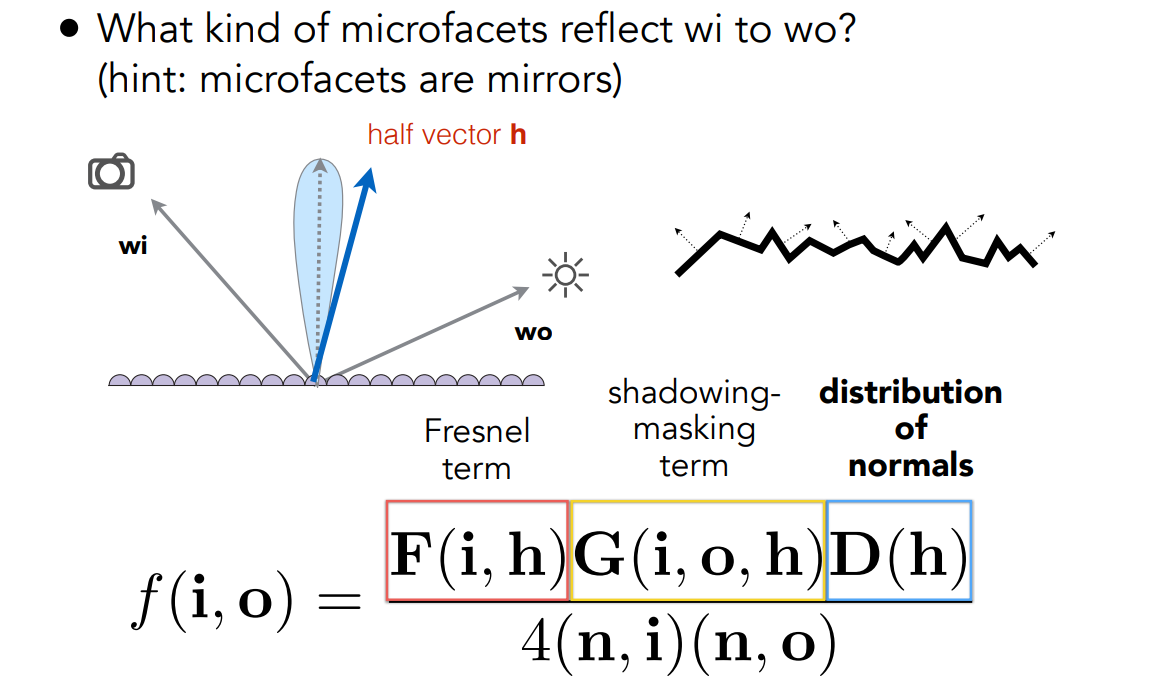 • What kind of microfacets reflect wi to wo?
(hint: microfacets are mirrors)
half vector h
wi
wo
Fresnel
term
shadowing-
masking
term
distribution
of
normals
f(i, o) = F(i, h)G(i, o, h)D(h)
4(n, i)(n, o)